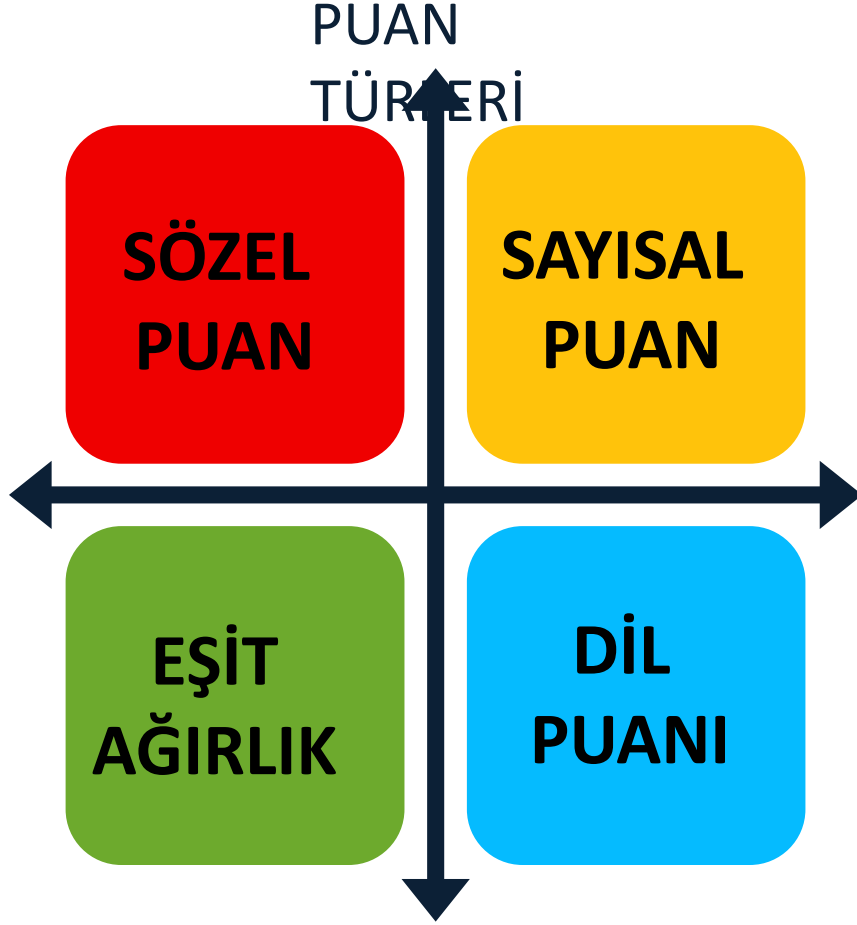 PUAN
TÜRLERİ
SÖZEL
PUAN
SAYISAL
PUAN
EŞİT
AĞIRLIK
DİL
PUANI